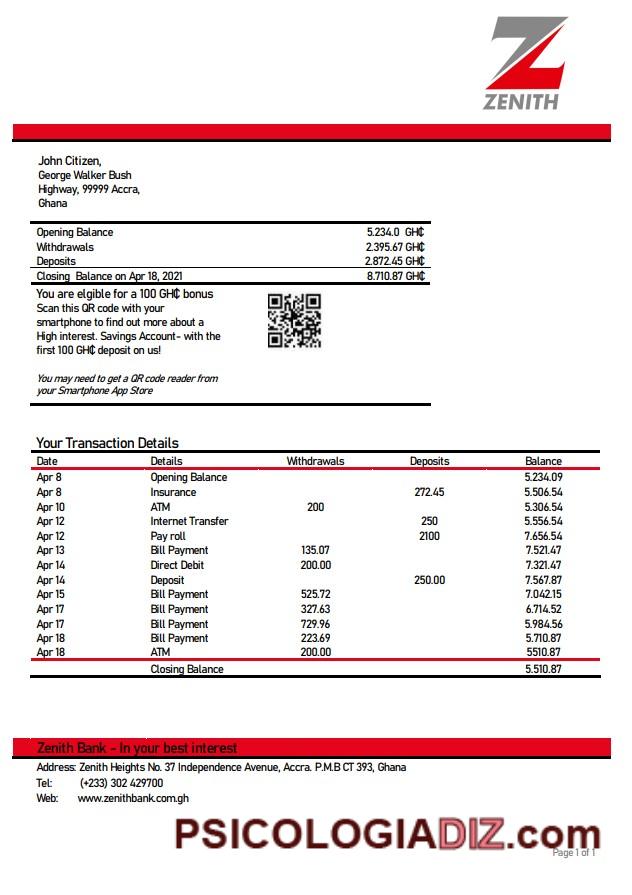 ZENITH
John Citizen,
George Walker Bush
Highway, 99999 Accra,
Ghana
Opening Balance 5.234.0 GH₵
Withdrawals 2.395.67 GH₵
Deposits 2.872.45 GH₵
Closing Balance on Apr 18, 2021 8.710.87 GH₵
You are elgible for a 100 GH₵ bonus
Scan this QR code with your
smartphone to find out more about a
High interest. Savings Account- with the
first 100 GH₵ deposit on us!
You may need to get a QR code reader from
your Smartphone App Store
Your Transaction Details
Date Details Withdrawals Deposits Balance
Apr 8 Opening Balance 5.234.09
Apr 8 Insurance 272.45 5.506.54
Apr 10 ATM 200 5.306.54
Apr 12 Internet Transfer 250 5.556.54
Apr 12 Pay roll 2100 7.656.54
Apr 13 Bill Payment 135.07 7.521.47
Apr 14 Direct Debit 200.00 7.321.47
Apr 14 Deposit 250.00 7.567.87
Apr 15 Bill Payment 525.72 7.042.15
Apr 17 Bill Payment 327.63 6.714.52
Apr 17 Bill Payment 729.96 5.984.56
Apr 18 Bill Payment 223.69 5.710.87
Apr 18 ATM 200.00 5510.87
Closing Balance 5.510.87
Zenith Bank - In your best interest
Address: Zenith Heights No. 37 Independence Avenue, Accra. P.M.B CT 393, Ghana
Tel: (+233) 302 429700
Web: www.zenithbank.com.gh
PSICOLOGIADIZ.com
Page 1 of 1